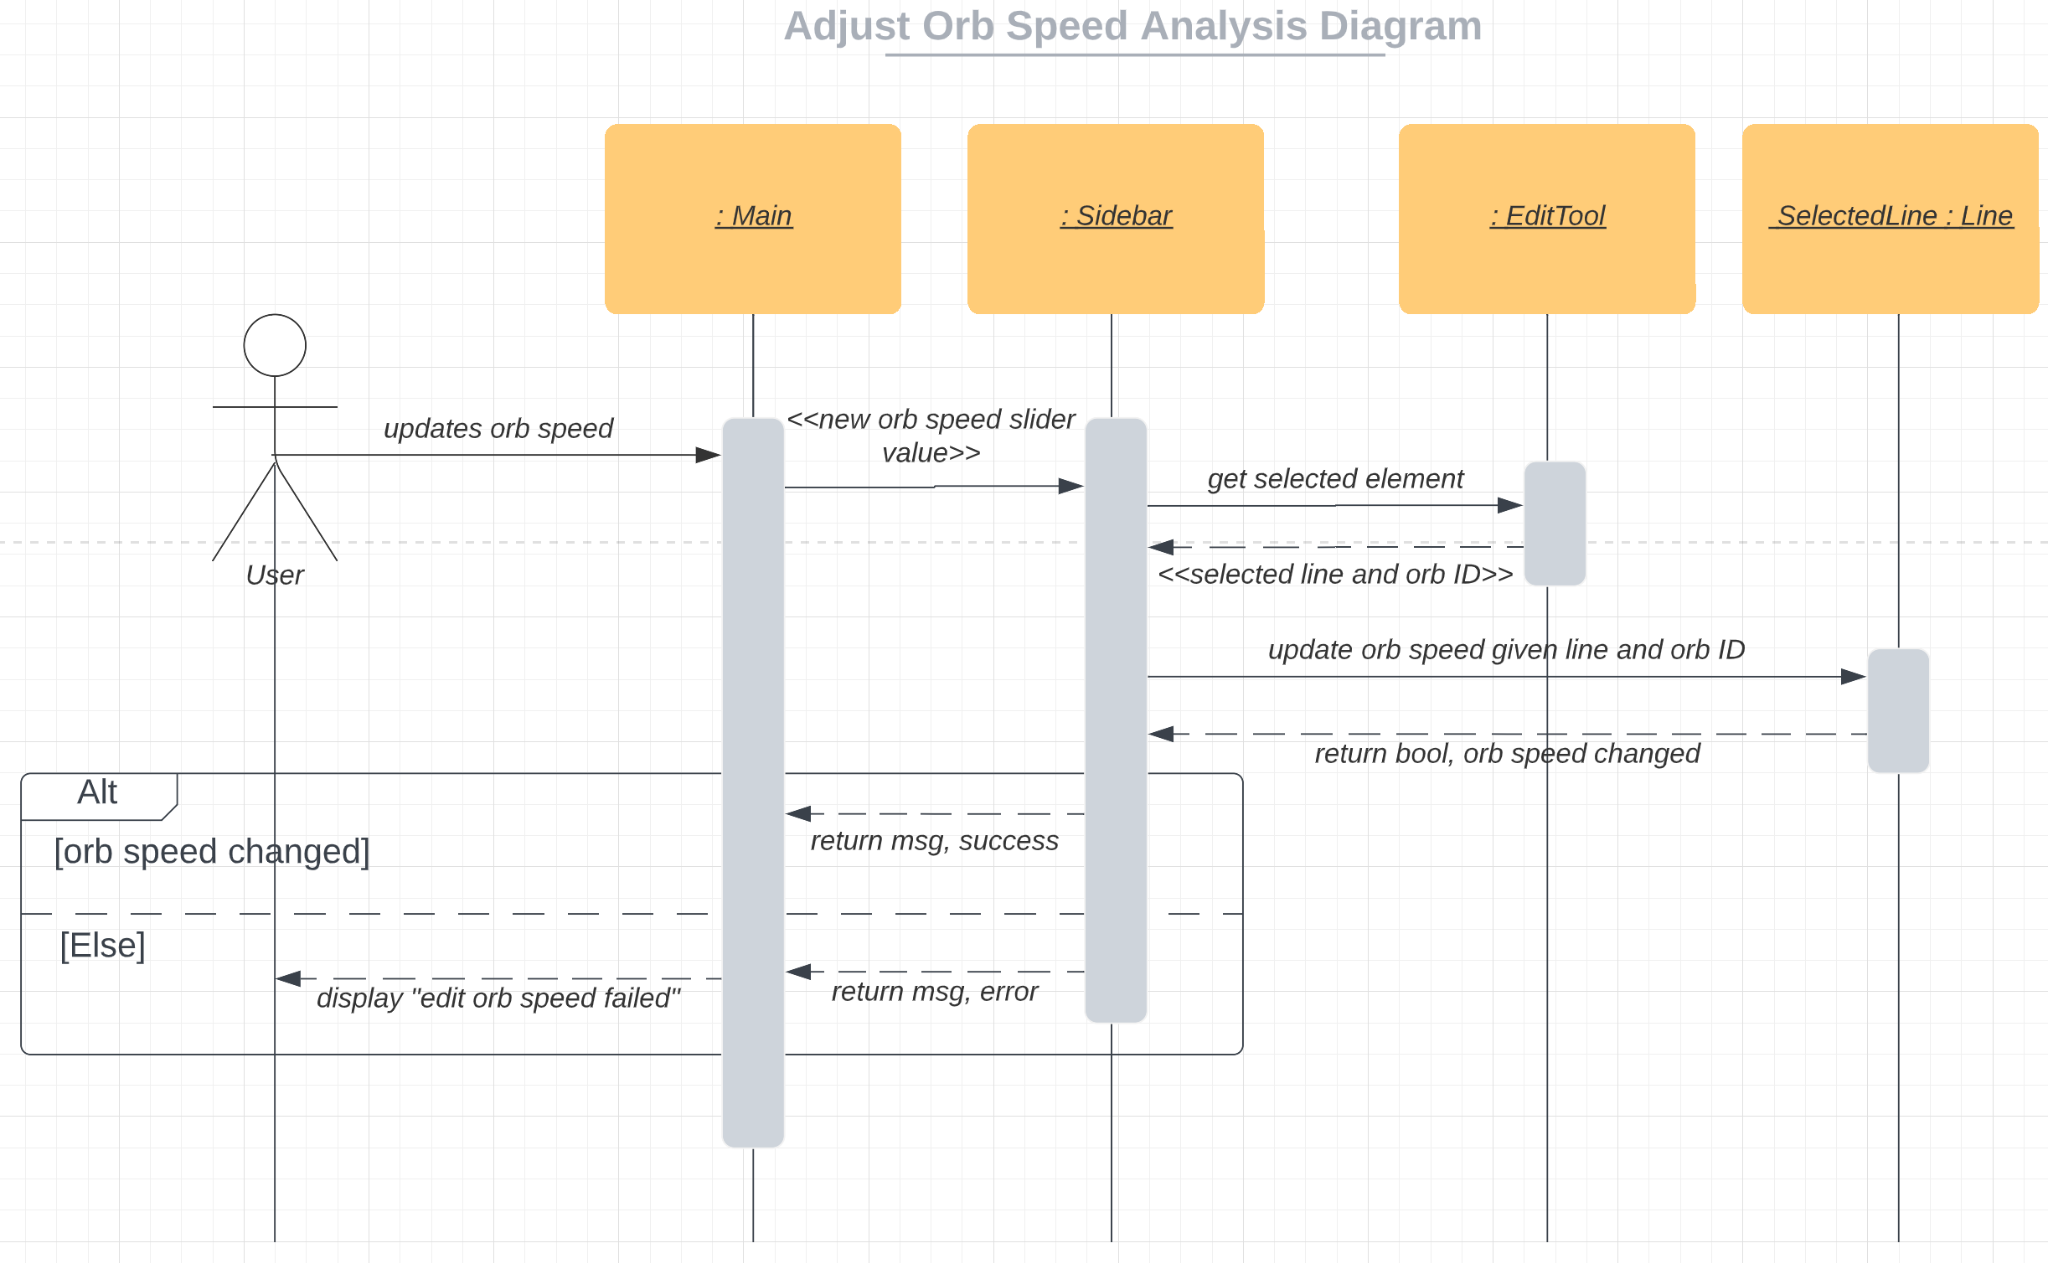 Adjust Orb Speed Analysis Diagram
: Main
: Sidebar
: EditTool
SelectedLine : Line
updates orb speed
<<new orb speed slider
value>>
get selected element
<<selected line and orb ID>>
User
update orb speed given line and orb ID
return bool, orb speed changed
Alt
[orb speed changed]
return msg, success
[Else]
display "edit orb speed failed"
return msg, error